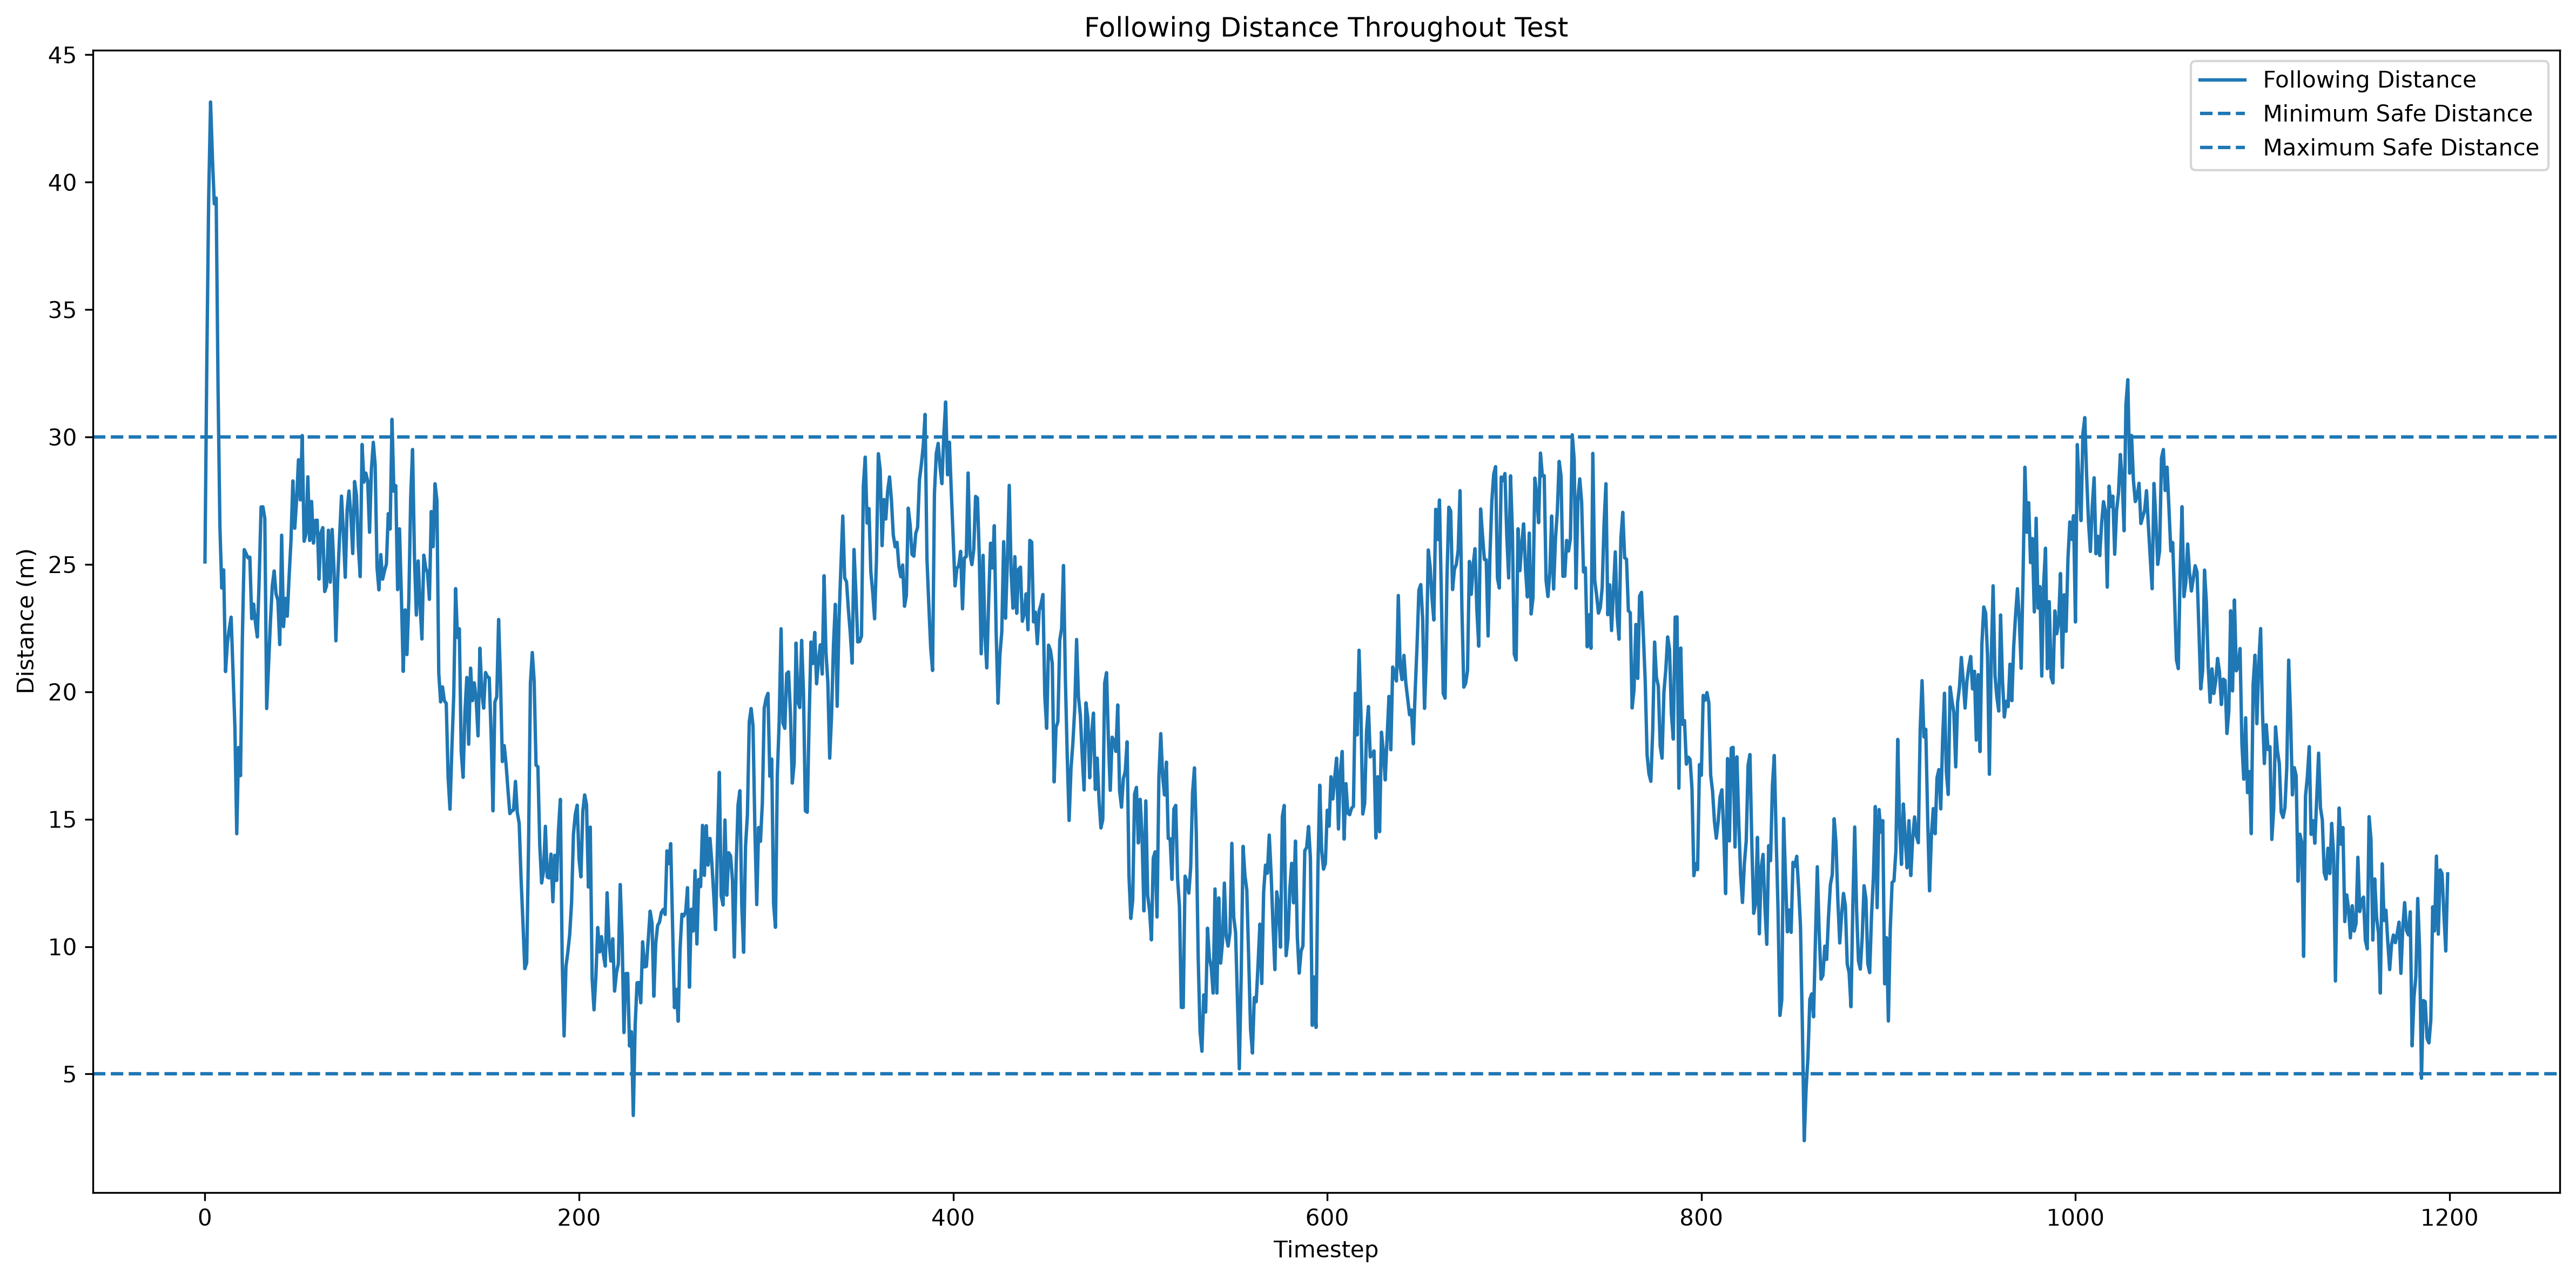 Following Distance Throughout Test
45
40
35
30
25
20
15
10
5
Distance (m)
Following Distance
Minimum Safe Distance
Maximum Safe Distance
0
200
400
600
800
1000
1200
Timestep